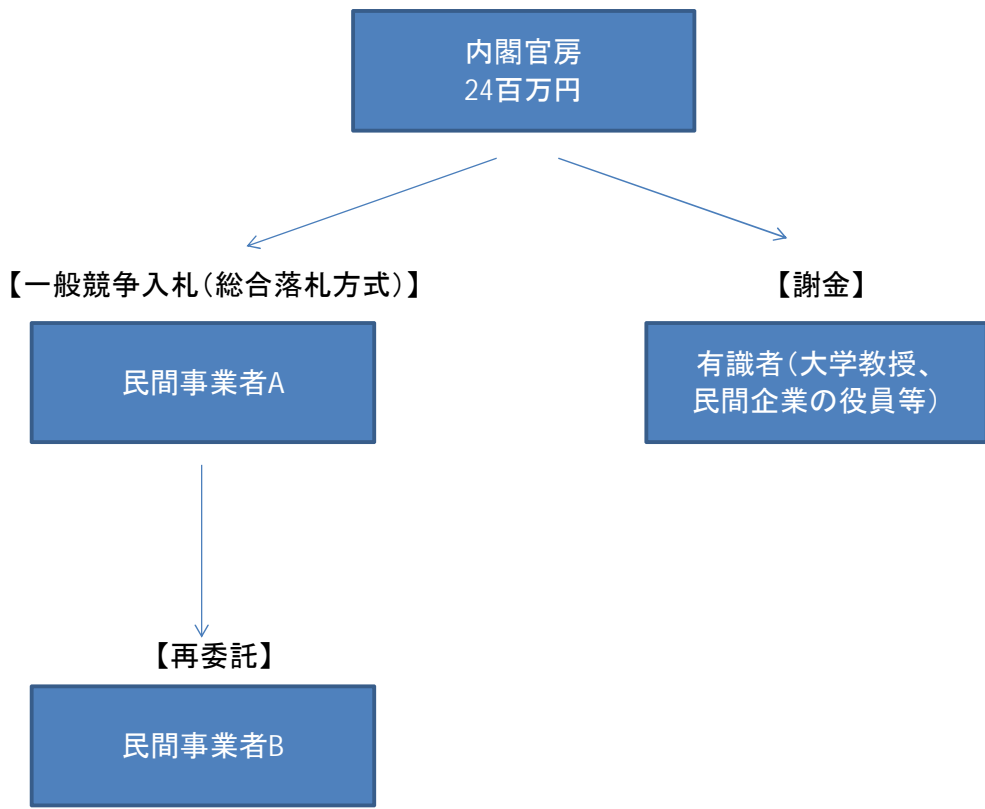 内閣官房
24百万円
【一般競争入札（総合落札方式）】
【謝金】
民間事業者A
有識者（大学教授、
民間企業の役員等）
【再委託】
民間事業者B